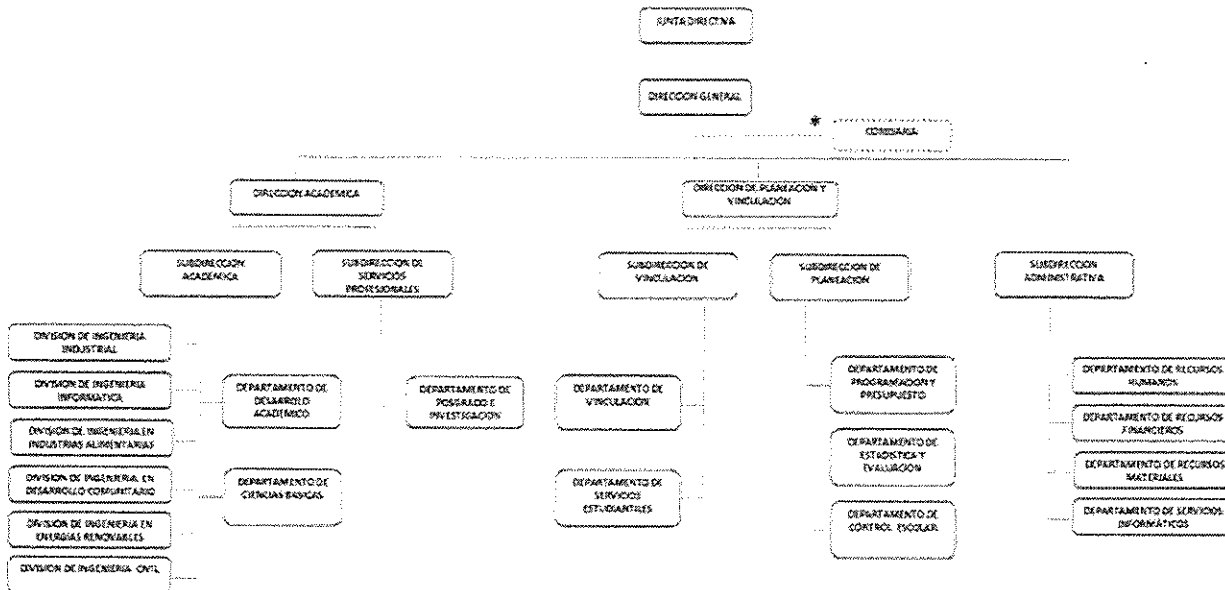 JUNTA DIRECTIVA
DIRECCION GENERAL
*
COMISARIA
DIRECCION ACADEMICA
DIRECCION DE PLANEACION Y
VINCULACION
SUBDIRECCION
ACADEMICA
SUBDIRECCION DE
SERVICIOS
PROFESIONALES
SUBDIRECCION DE
VINCULACION
SUBDIRECCION DE
PLANEACION
SUBDIRECCION
ADMINISTRATIVA
DIVISION DE INGENIERIA
INDUSTRIAL
DIVISION DE INGENIERIA
INFORMATICA
DIVISION DE INGENIERIA EN
INDUSTRIAS ALIMENTARIAS
DIVISION DE INGENIERIA EN
DESARROLLO COMUNITARIO
DIVISION DE INGENIERIA EN
ENERGIAS RENOVABLES
DIVISION DE INGENIERIA CIVIL
DEPARTAMENTO DE
DESARROLLO
ACADEMICO
DEPARTAMENTO DE
CIENCIAS BASICAS
DEPARTAMENTO DE
POSGRADO E
INVESTIGACION
DEPARTAMENTO DE
VINCULACION
DEPARTAMENTO DE
SERVICIOS
ESTUDIANTILES
DEPARTAMENTO DE
PROGRAMACION Y
PRESUPUESTO
DEPARTAMENTO DE
ESTADISTICA Y
EVALUACION
DEPARTAMENTO DE
CONTROL ESCOLAR
DEPARTAMENTO DE RECURSOS
HUMANOS
DEPARTAMENTO DE RECURSOS
FINANCIEROS
DEPARTAMENTO DE RECURSOS
MATERIALES
DEPARTAMENTO DE SERVICIOS
INFORMÁTICOS